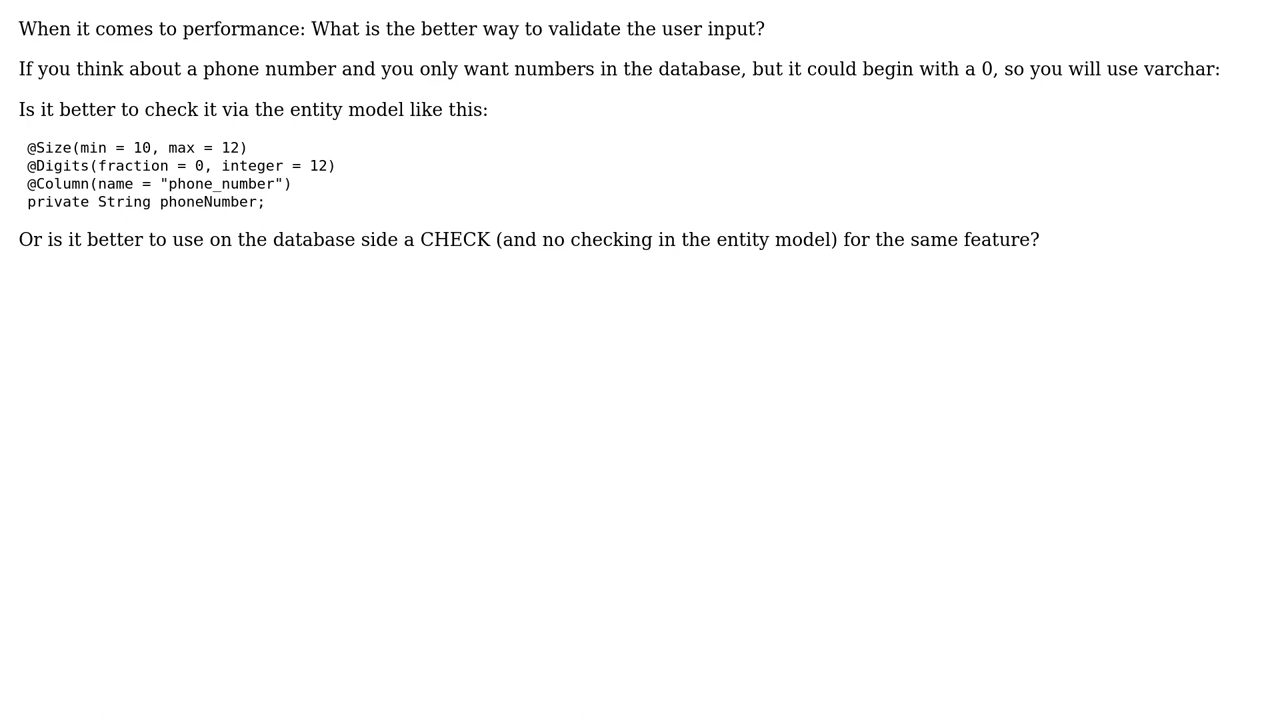 When it comes to performance: What is the better way to validate the user input?
If you think about a phone number and you only want numbers in the database, but it could begin with a 0, so you will use varchar:
Is it better to check it via the entity model like this:
@Size(min = 10, max = 12)
@Digits(fraction = 0, integer = 12)
@Column(name = "phone_number")
private String phoneNumber;
Or is it better to use on the database side a CHECK (and no checking in the entity model) for the same feature?